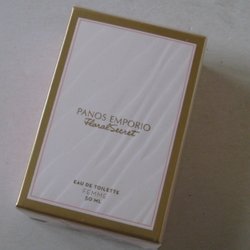 PANOS EMPORIO
Floral Secret
EAU DE TOILETTE
FEMME
50 ML